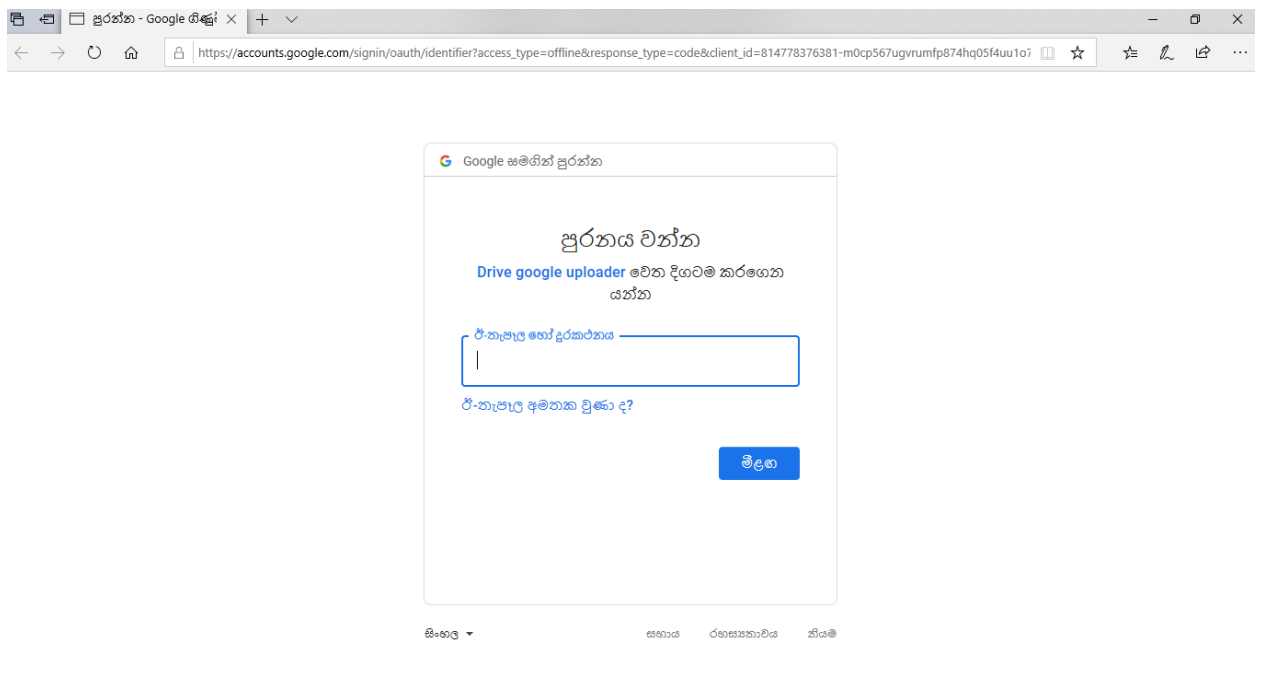 පුරන්න - Google ගිණුම්
https://accounts.google.com/signin/oauth/identifier?access_type=offline&response_type=code&client_id=814778376381-m0cp567ugvrumfp874hq05f4uu1o7
Google සමගින් පුරන්න
පුරනය වන්න
Drive google uploader වෙත දිගටම කරගෙන
යන්න
ඊ-තැපෑල හෝ දුරකථනය
ඊ-තැපෑල අමතක වුණා ද?
මීළඟ
සිංහල
සහාය රහස්‍යතාවය නියම